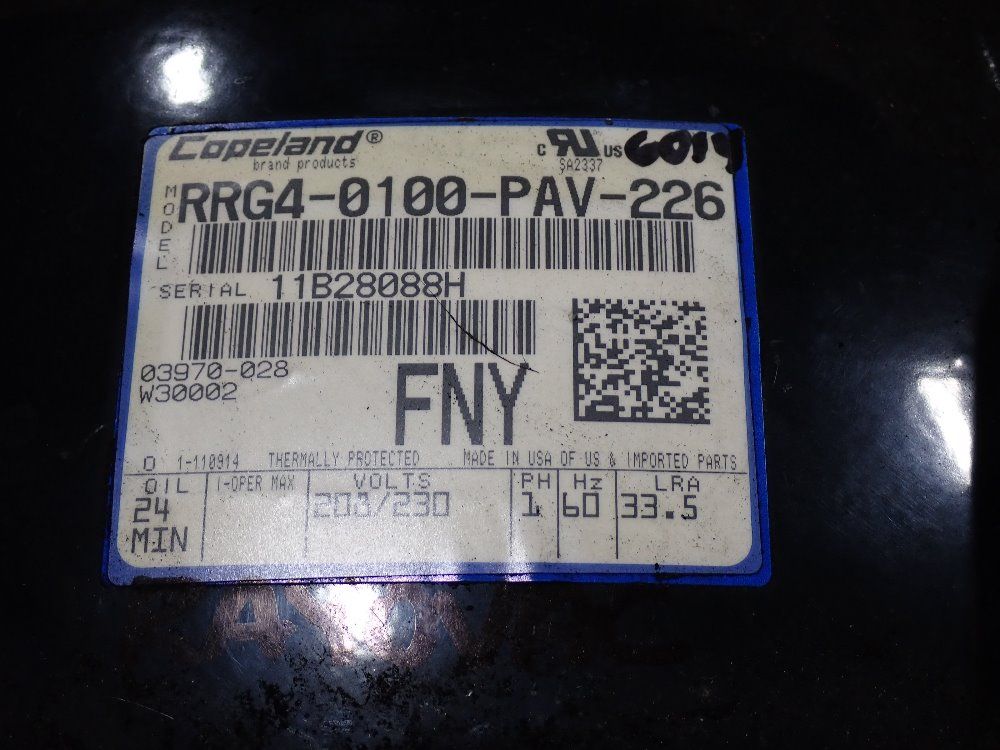 Copeland®
brand products
c RU US
SA2337
MODEL
RRG4-0100-PAV-226
SERIAL 11B28088H
03970-028
W30002
FNY
O 1-110914 THERMALLY PROTECTED MADE IN USA OF US & IMPORTED PARTS
OIL I-OPER MAX VOLTS PH Hz LRA
24 208/230 1 60 33.5
MIN